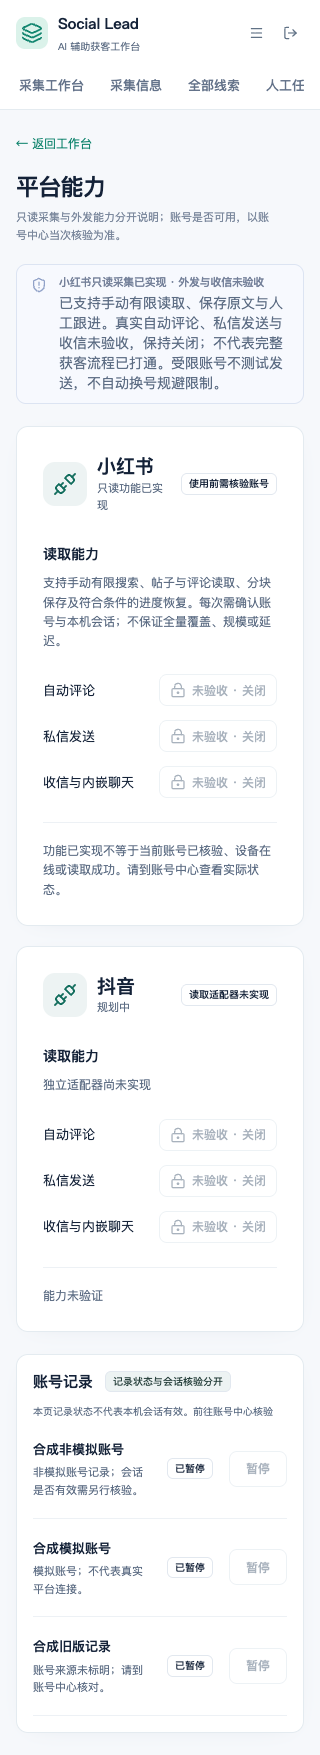 Social Lead
AI 辅助获客工作台
采集工作台 采集信息 全部线索 人工任
← 返回工作台
平台能力
只读采集与外发能力分开说明；账号是否可用，以账
号中心当次核验为准。
小红书只读采集已实现 · 外发与收信未验收
已支持手动有限读取、保存原文与人
工跟进。真实自动评论、私信发送与
收信未验收，保持关闭；不代表完整
获客流程已打通。受限账号不测试发
送，不自动换号规避限制。
小红书
只读功能已实
现
使用前需核验账号
读取能力
支持手动有限搜索、帖子与评论读取、分块
保存及符合条件的进度恢复。每次需确认账
号与本机会话；不保证全量覆盖、规模或延
迟。
自动评论 未验收 · 关闭
私信发送 未验收 · 关闭
收信与内嵌聊天 未验收 · 关闭
功能已实现不等于当前账号已核验、设备在
线或读取成功。请到账号中心查看实际状
态。
抖音
规划中
读取适配器未实现
读取能力
独立适配器尚未实现
自动评论 未验收 · 关闭
私信发送 未验收 · 关闭
收信与内嵌聊天 未验收 · 关闭
能力未验证
账号记录 记录状态与会话核验分开
本页记录状态不代表本机会话有效。前往账号中心核验
合成非模拟账号
非模拟账号记录；会话
是否有效需另行核验。
已暂停 暂停
合成模拟账号
模拟账号；不代表真实
平台连接。
已暂停 暂停
合成旧版记录
账号来源未标明；请到
账号中心核对。
已暂停 暂停